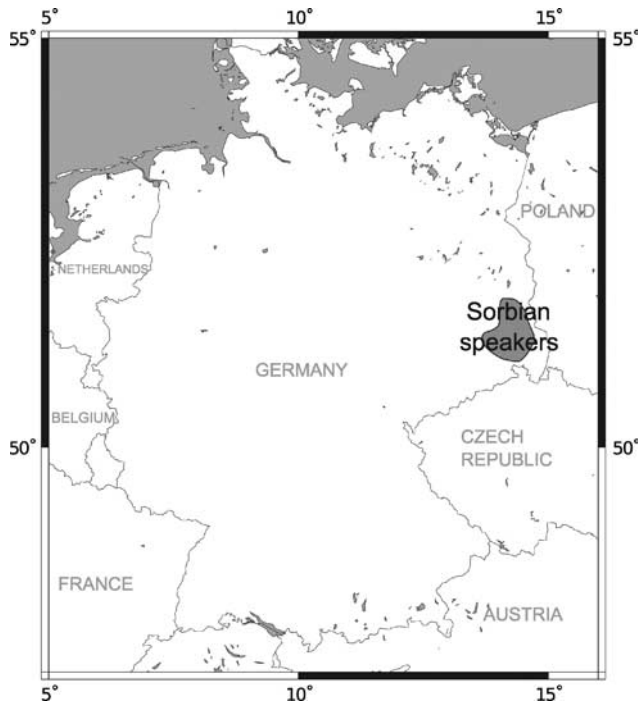 5° 10° 15°
55° 55°
POLAND
NETHERLANDS
Sorbian
speakers
GERMANY
BELGIUM
CZECH
REPUBLIC
50° 50°
FRANCE
AUSTRIA
5° 10° 15°